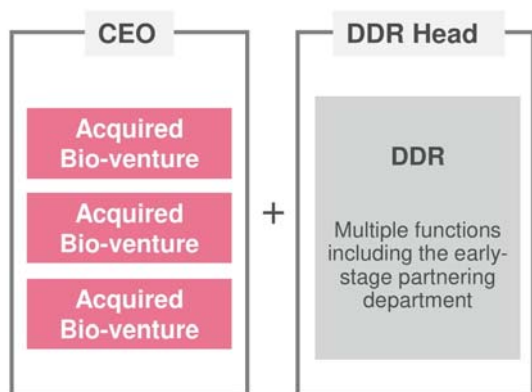 CEO
Acquired
Bio-venture
Acquired
Bio-venture
Acquired
Bio-venture
+
DDR Head
DDR
Multiple functions
including the early-
stage partnering
department